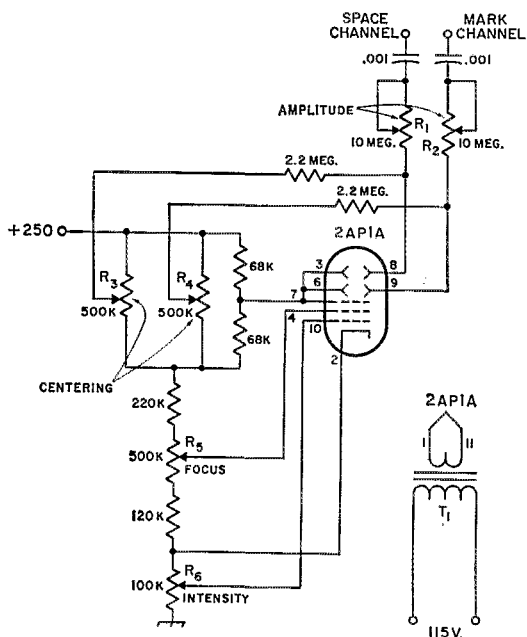 SPACE CHANNEL
MARK CHANNEL
.001
.001
AMPLITUDE
R1
10 MEG.
R2
10 MEG.
2.2 MEG.
2.2 MEG.
+250
2AP1A
R3
500K
R4
500K
68K
68K
3
6
7
4
10
2
8
9
CENTERING
220K
R5
500K
FOCUS
120K
R6
100K
INTENSITY
2AP1A
1
11
T1
115V.